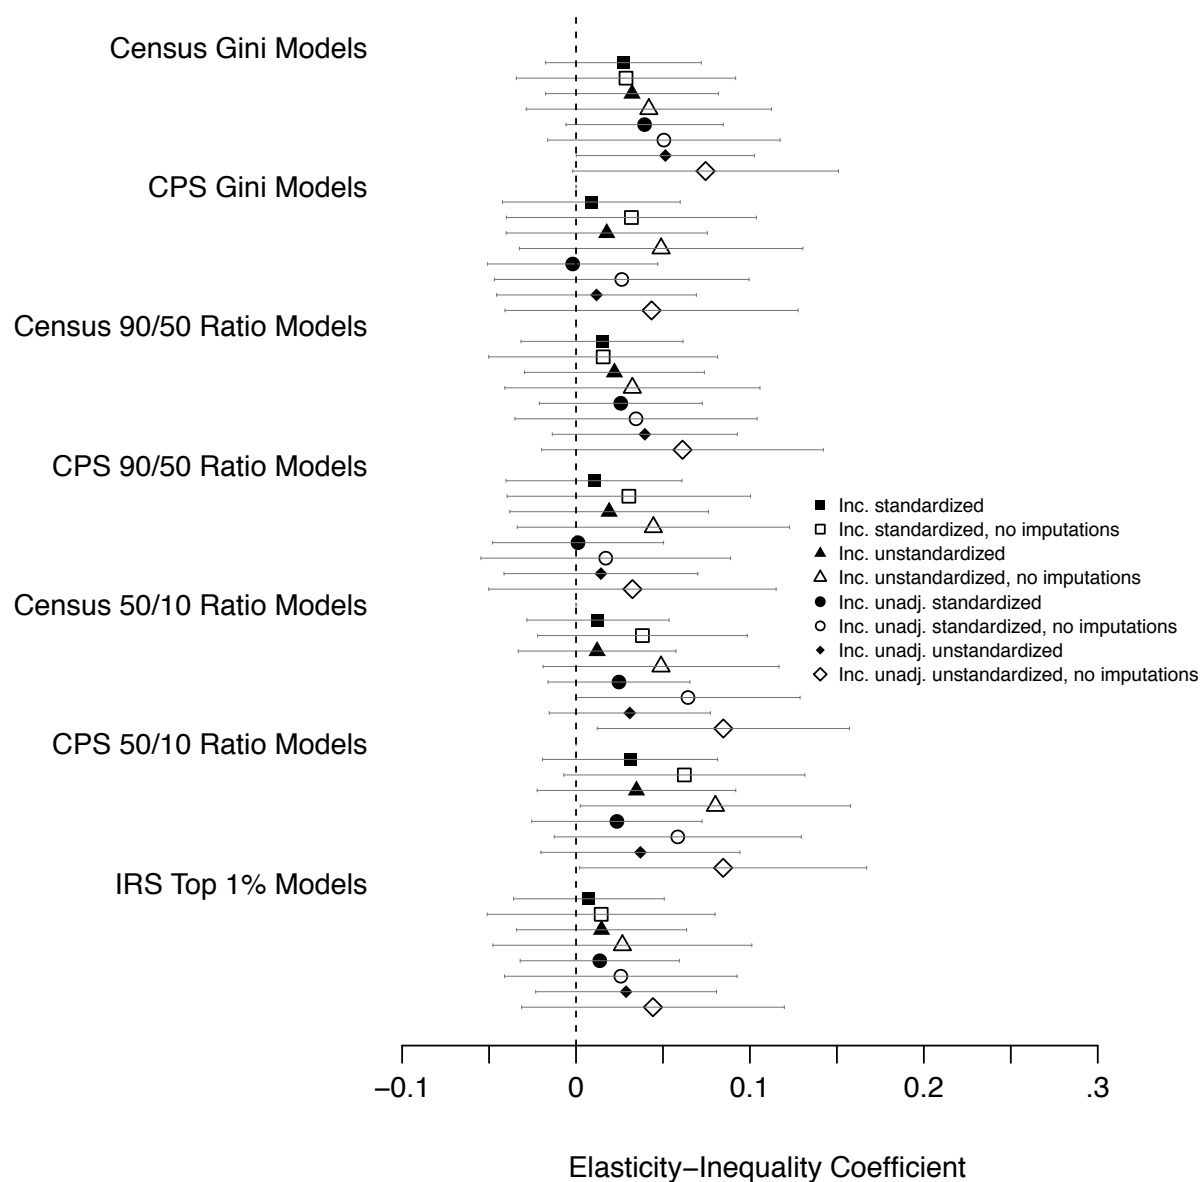 Census Gini Models
CPS Gini Models
Census 90/50 Ratio Models
CPS 90/50 Ratio Models
Census 50/10 Ratio Models
CPS 50/10 Ratio Models
IRS Top 1% Models
Inc. standardized
Inc. standardized, no imputations
Inc. unstandardized
Inc. unstandardized, no imputations
Inc. unadj. standardized
Inc. unadj. standardized, no imputations
Inc. unadj. unstandardized
Inc. unadj. unstandardized, no imputations
−0.1 0 0.1 0.2 .3
Elasticity−Inequality Coefficient